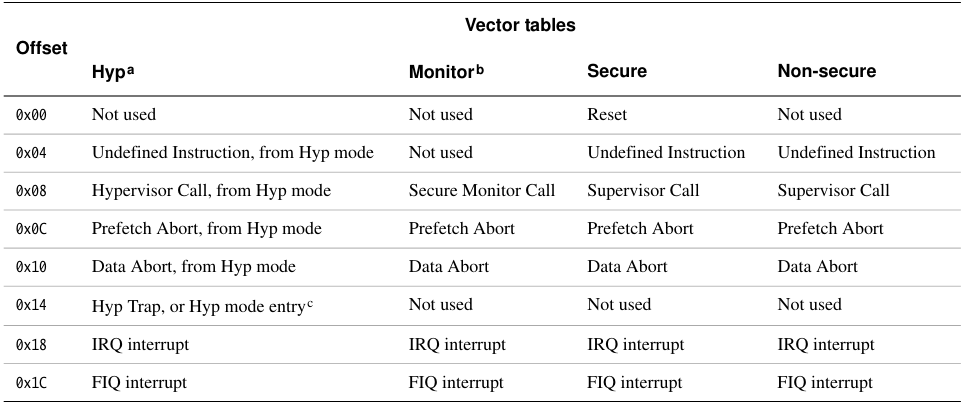 Vector tables
Offset
Hyp a Monitor b Secure Non-secure
0x00 Not used Not used Reset Not used
0x04 Undefined Instruction, from Hyp mode Not used Undefined Instruction Undefined Instruction
0x08 Hypervisor Call, from Hyp mode Secure Monitor Call Supervisor Call Supervisor Call
0x0C Prefetch Abort, from Hyp mode Prefetch Abort Prefetch Abort Prefetch Abort
0x10 Data Abort, from Hyp mode Data Abort Data Abort Data Abort
0x14 Hyp Trap, or Hyp mode entry c Not used Not used Not used
0x18 IRQ interrupt IRQ interrupt IRQ interrupt IRQ interrupt
0x1C FIQ interrupt FIQ interrupt FIQ interrupt FIQ interrupt